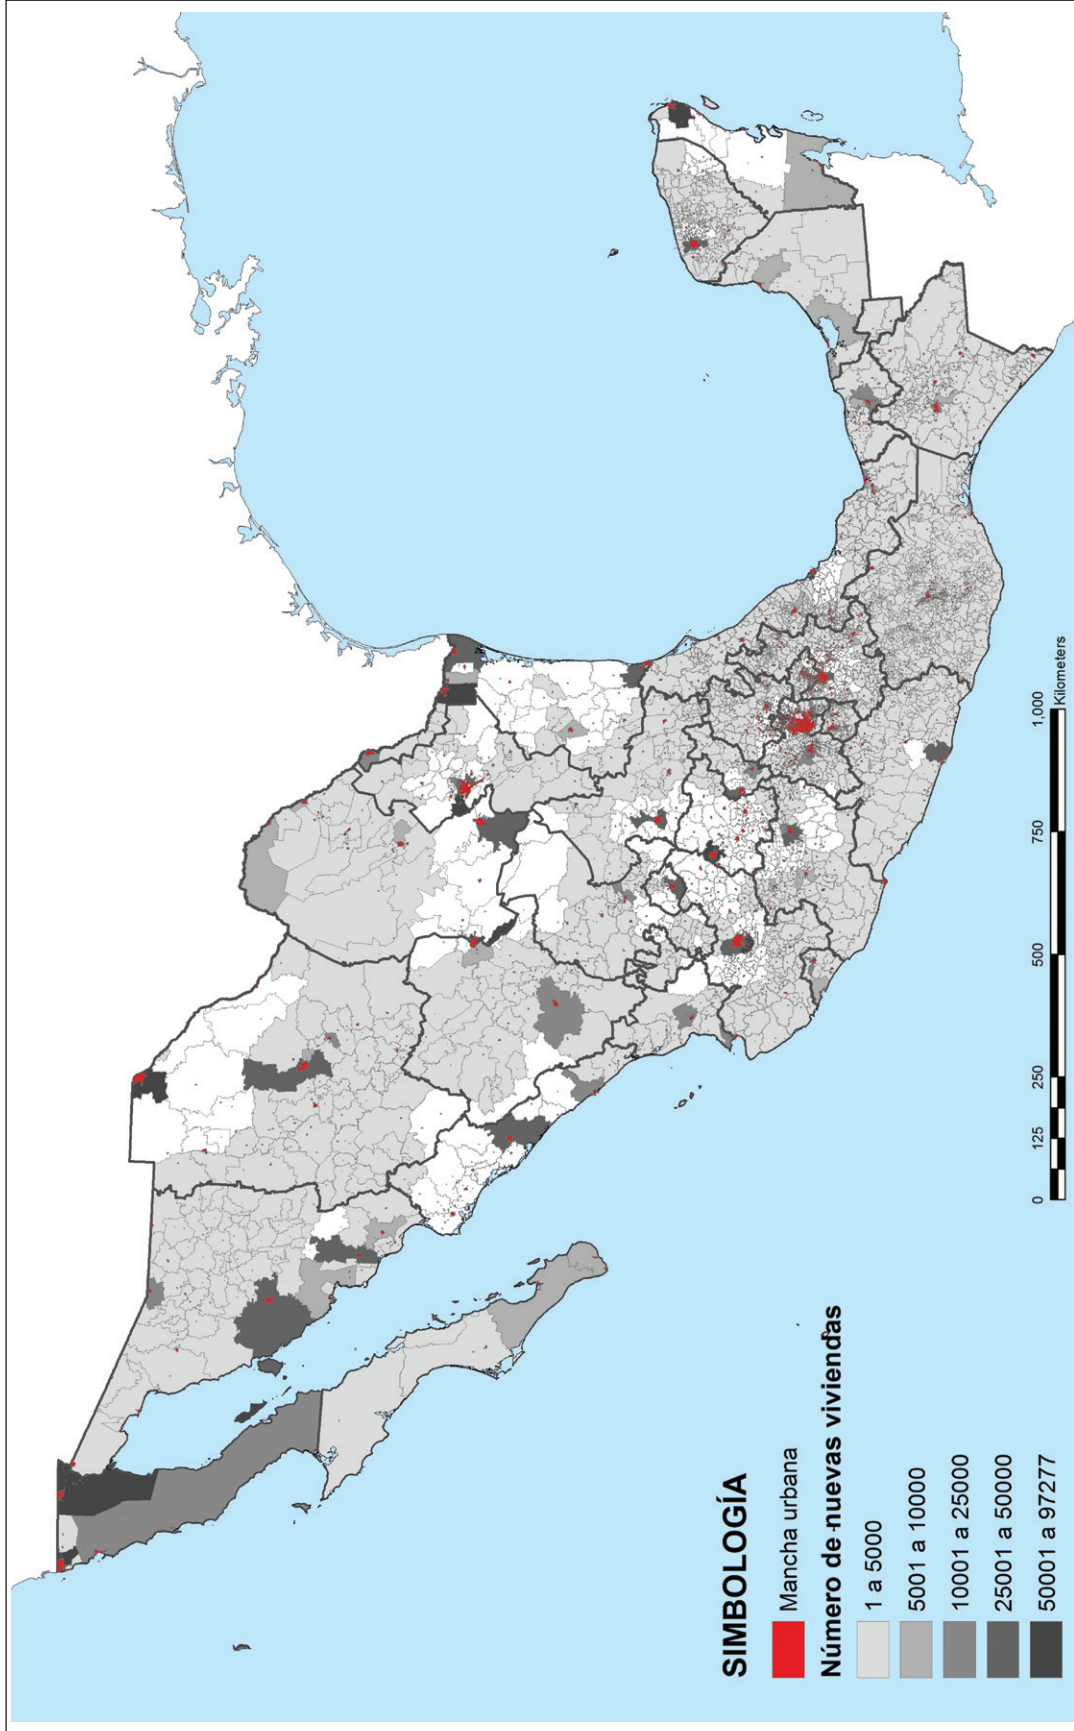 SIMBOLOGÍA
Mancha urbana
Número de nuevas viviendas
1 a 5000
5001 a 10000
10001 a 25000
25001 a 50000
50001 a 97277
0 125 250 500 750 1,000
Kilometers